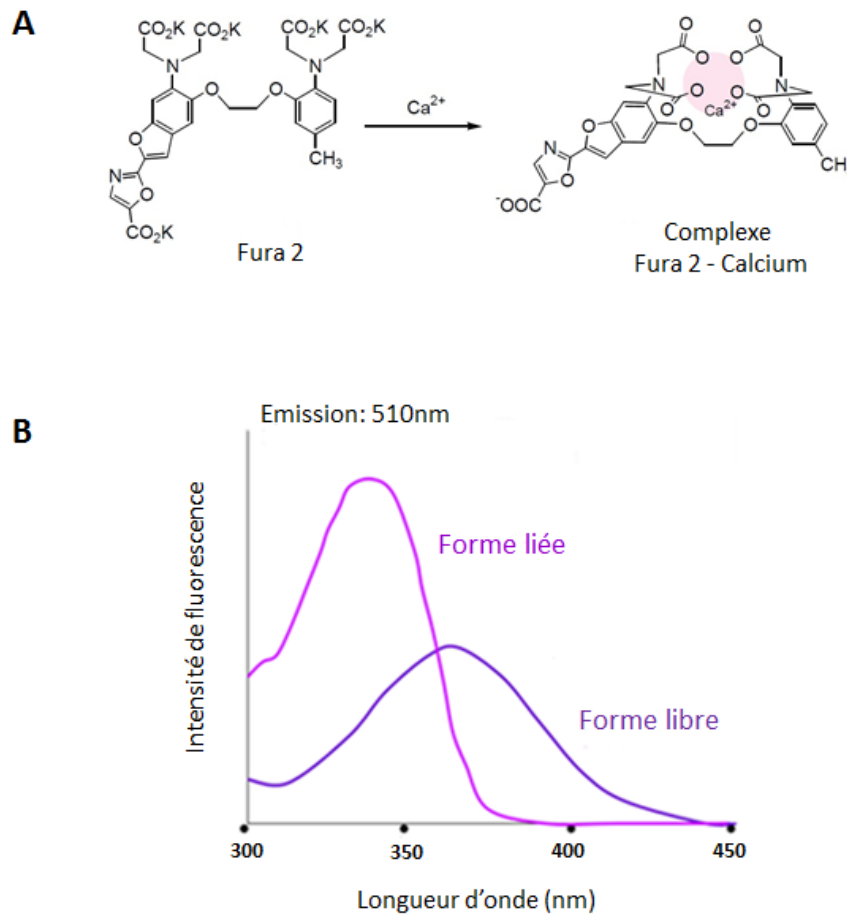 A
CO₂K CO₂K CO₂K CO₂K
N N
O O
O
CH₃
N
O
CO₂K
Fura 2
Ca²⁺
O O
O O
N N
O O
O O
Ca²⁺
O O O
N
O
CH
⁻OOC
Complexe
Fura 2 - Calcium
B
Emission: 510nm
Intensité de fluorescence
Forme liée
Forme libre
300 350 400 450
Longueur d’onde (nm)